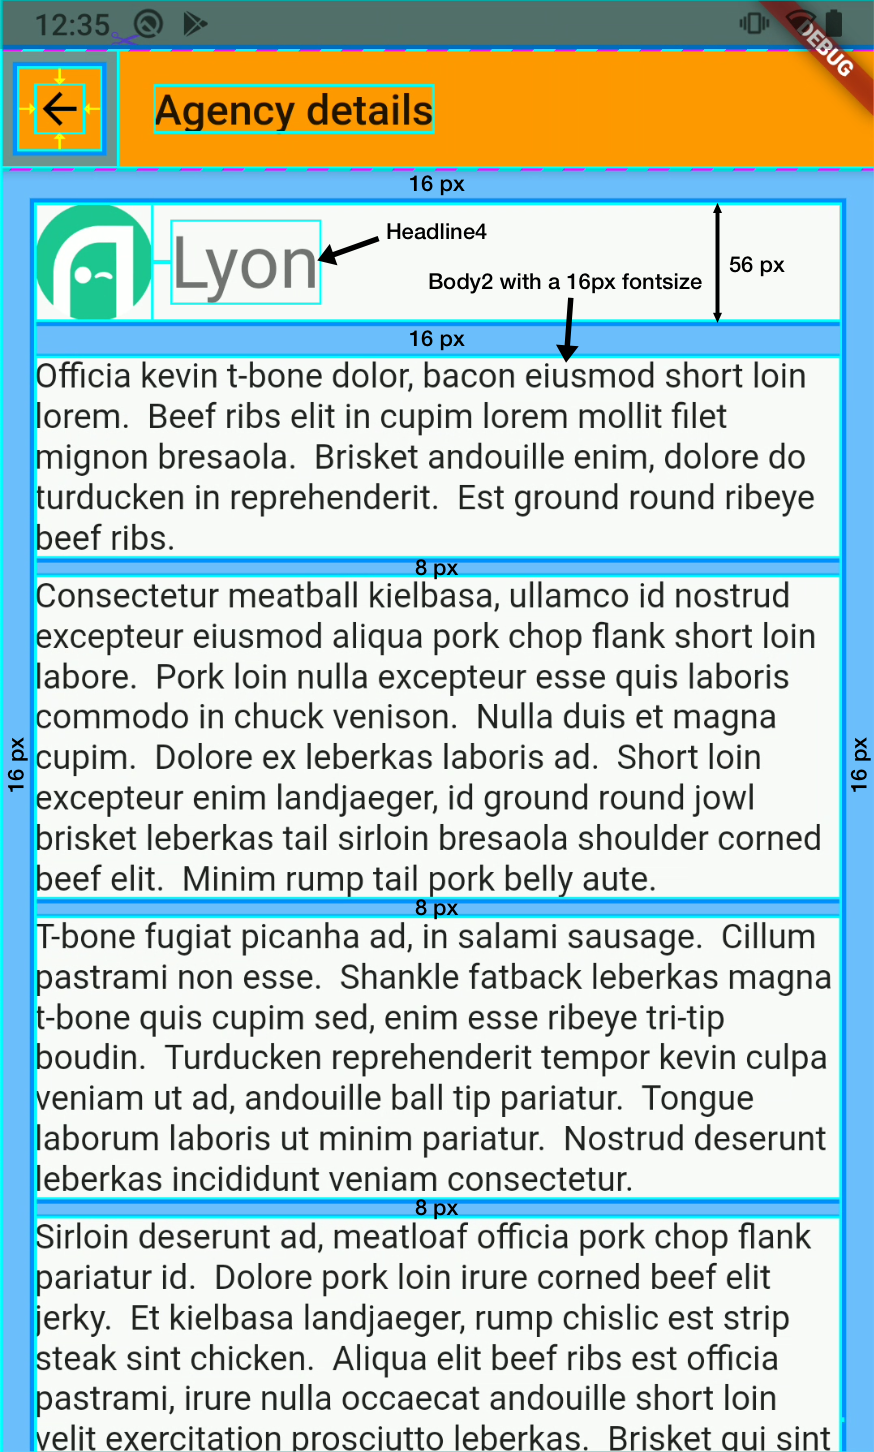 12:35
DEBUG
Agency details
16 px
Lyon
Headline4
56 px
Body2 with a 16px fontsize
16 px
Officia kevin t-bone dolor, bacon eiusmod short loin
lorem.  Beef ribs elit in cupim lorem mollit filet
mignon bresaola.  Brisket andouille enim, dolore do
turducken in reprehenderit.  Est ground round ribeye
beef ribs.
8 px
Consectetur meatball kielbasa, ullamco id nostrud
excepteur eiusmod aliqua pork chop flank short loin
labore.  Pork loin nulla excepteur esse quis laboris
commodo in chuck venison.  Nulla duis et magna
cupim.  Dolore ex leberkas laboris ad.  Short loin
excepteur enim landjaeger, id ground round jowl
brisket leberkas tail sirloin bresaola shoulder corned
beef elit.  Minim rump tail pork belly aute.
16 px
16 px
8 px
T-bone fugiat picanha ad, in salami sausage.  Cillum
pastrami non esse.  Shankle fatback leberkas magna
t-bone quis cupim sed, enim esse ribeye tri-tip
boudin.  Turducken reprehenderit tempor kevin culpa
veniam ut ad, andouille ball tip pariatur.  Tongue
laborum laboris ut minim pariatur.  Nostrud deserunt
leberkas incididunt veniam consectetur.
8 px
Sirloin deserunt ad, meatloaf officia pork chop flank
pariatur id.  Dolore pork loin irure corned beef elit
jerky.  Et kielbasa landjaeger, rump chislic est strip
steak sint chicken.  Aliqua elit beef ribs est officia
pastrami, irure nulla occaecat andouille short loin
velit exercitation prosciutto leberkas.  Brisket qui sint